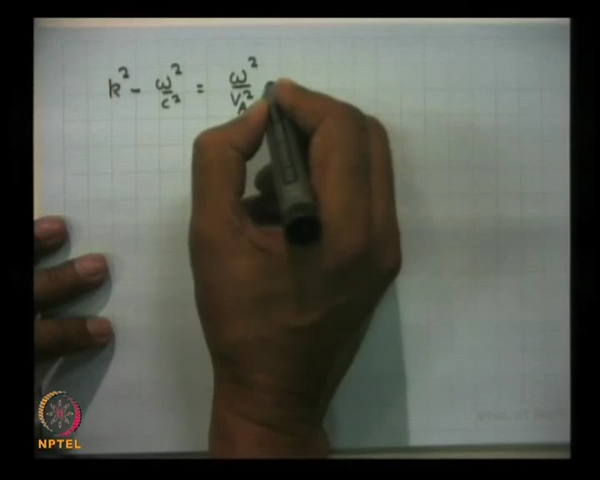 k² - ω²/c² = ω²/V_A²
NPTEL